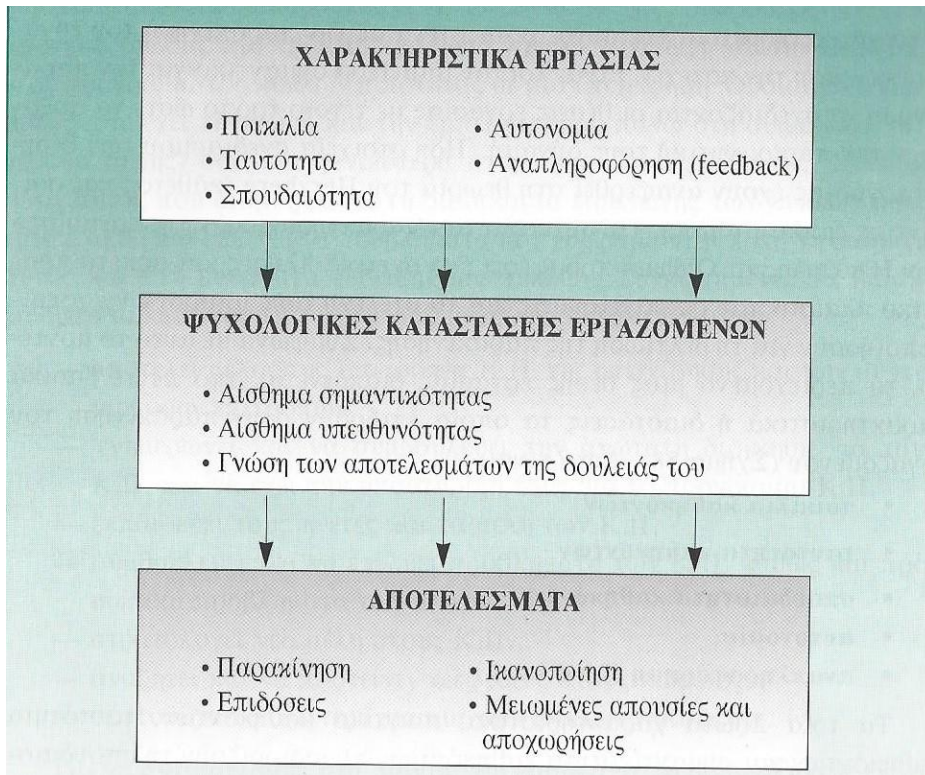 ΧΑΡΑΚΤΗΡΙΣΤΙΚΑ ΕΡΓΑΣΙΑΣ
• Ποικιλία
• Ταυτότητα
• Σπουδαιότητα
• Αυτονομία
• Αναπληροφόρηση (feedback)
ΨΥΧΟΛΟΓΙΚΕΣ ΚΑΤΑΣΤΑΣΕΙΣ ΕΡΓΑΖΟΜΕΝΩΝ
• Αίσθημα σημαντικότητας
• Αίσθημα υπευθυνότητας
• Γνώση των αποτελεσμάτων της δουλειάς του
ΑΠΟΤΕΛΕΣΜΑΤΑ
• Παρακίνηση
• Επιδόσεις
• Ικανοποίηση
• Μειωμένες απουσίες και
αποχωρήσεις